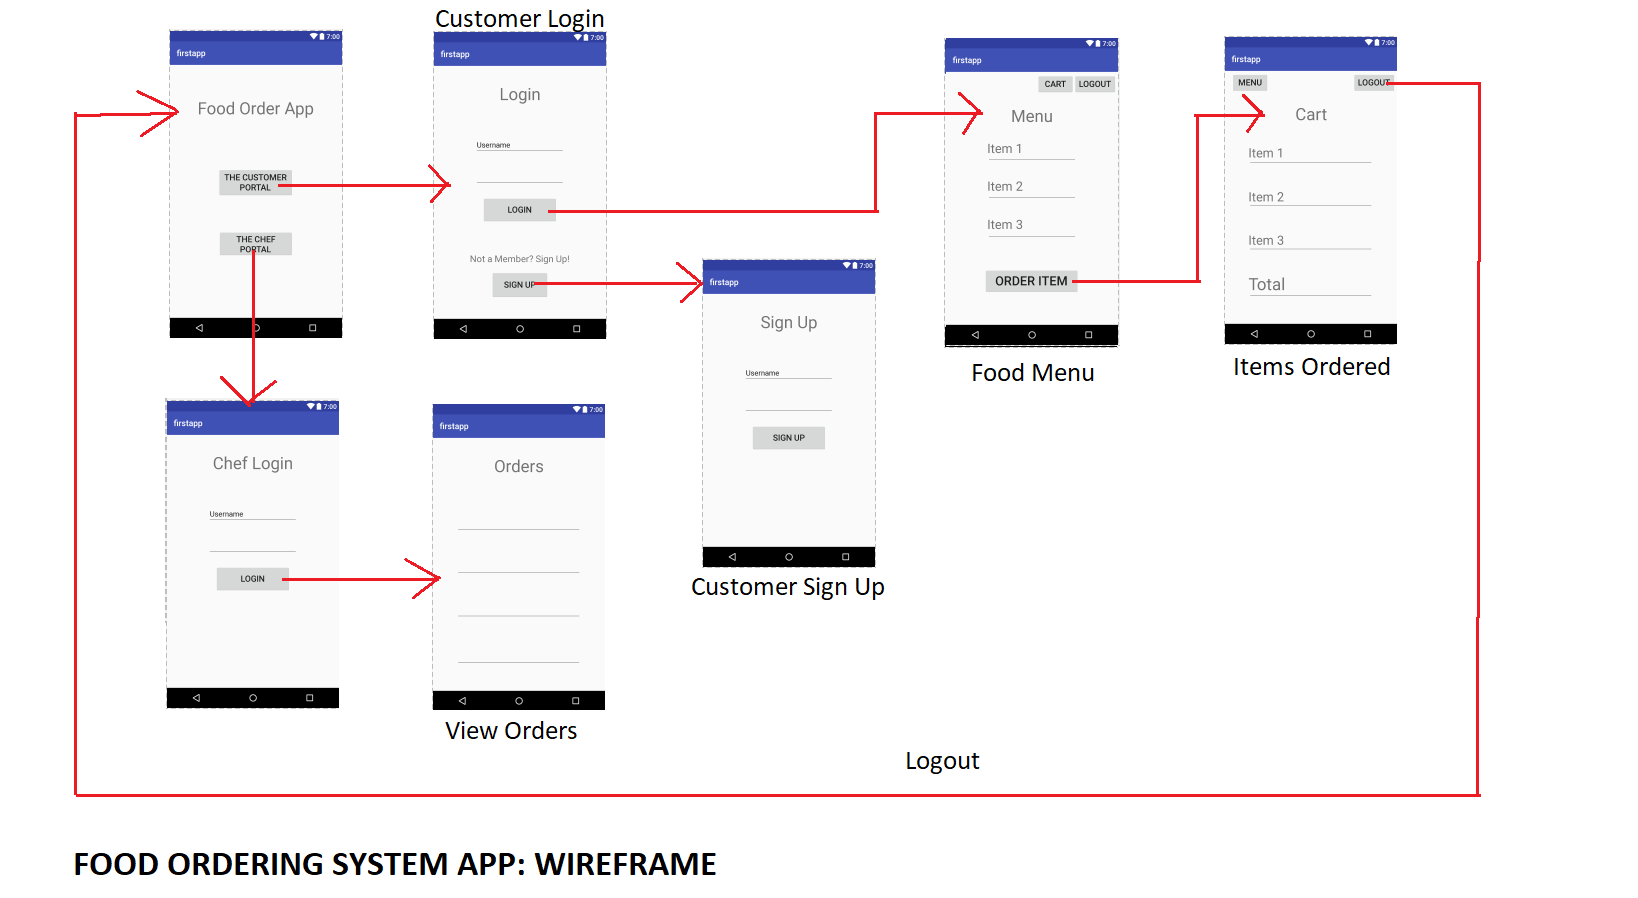 Customer Login
7:00
firstapp
Food Order App
THE CUSTOMER
PORTAL
THE CHEF
PORTAL
7:00
firstapp
Login
Username
LOGIN
Not a Member? Sign Up!
SIGN UP
7:00
firstapp
CART LOGOUT
Menu
Item 1
Item 2
Item 3
ORDER ITEM
Food Menu
7:00
firstapp
MENU LOGOUT
Cart
Item 1
Item 2
Item 3
Total
Items Ordered
7:00
firstapp
Sign Up
Username
SIGN UP
Customer Sign Up
7:00
firstapp
Chef Login
Username
LOGIN
7:00
firstapp
Orders
View Orders
Logout
FOOD ORDERING SYSTEM APP: WIREFRAME